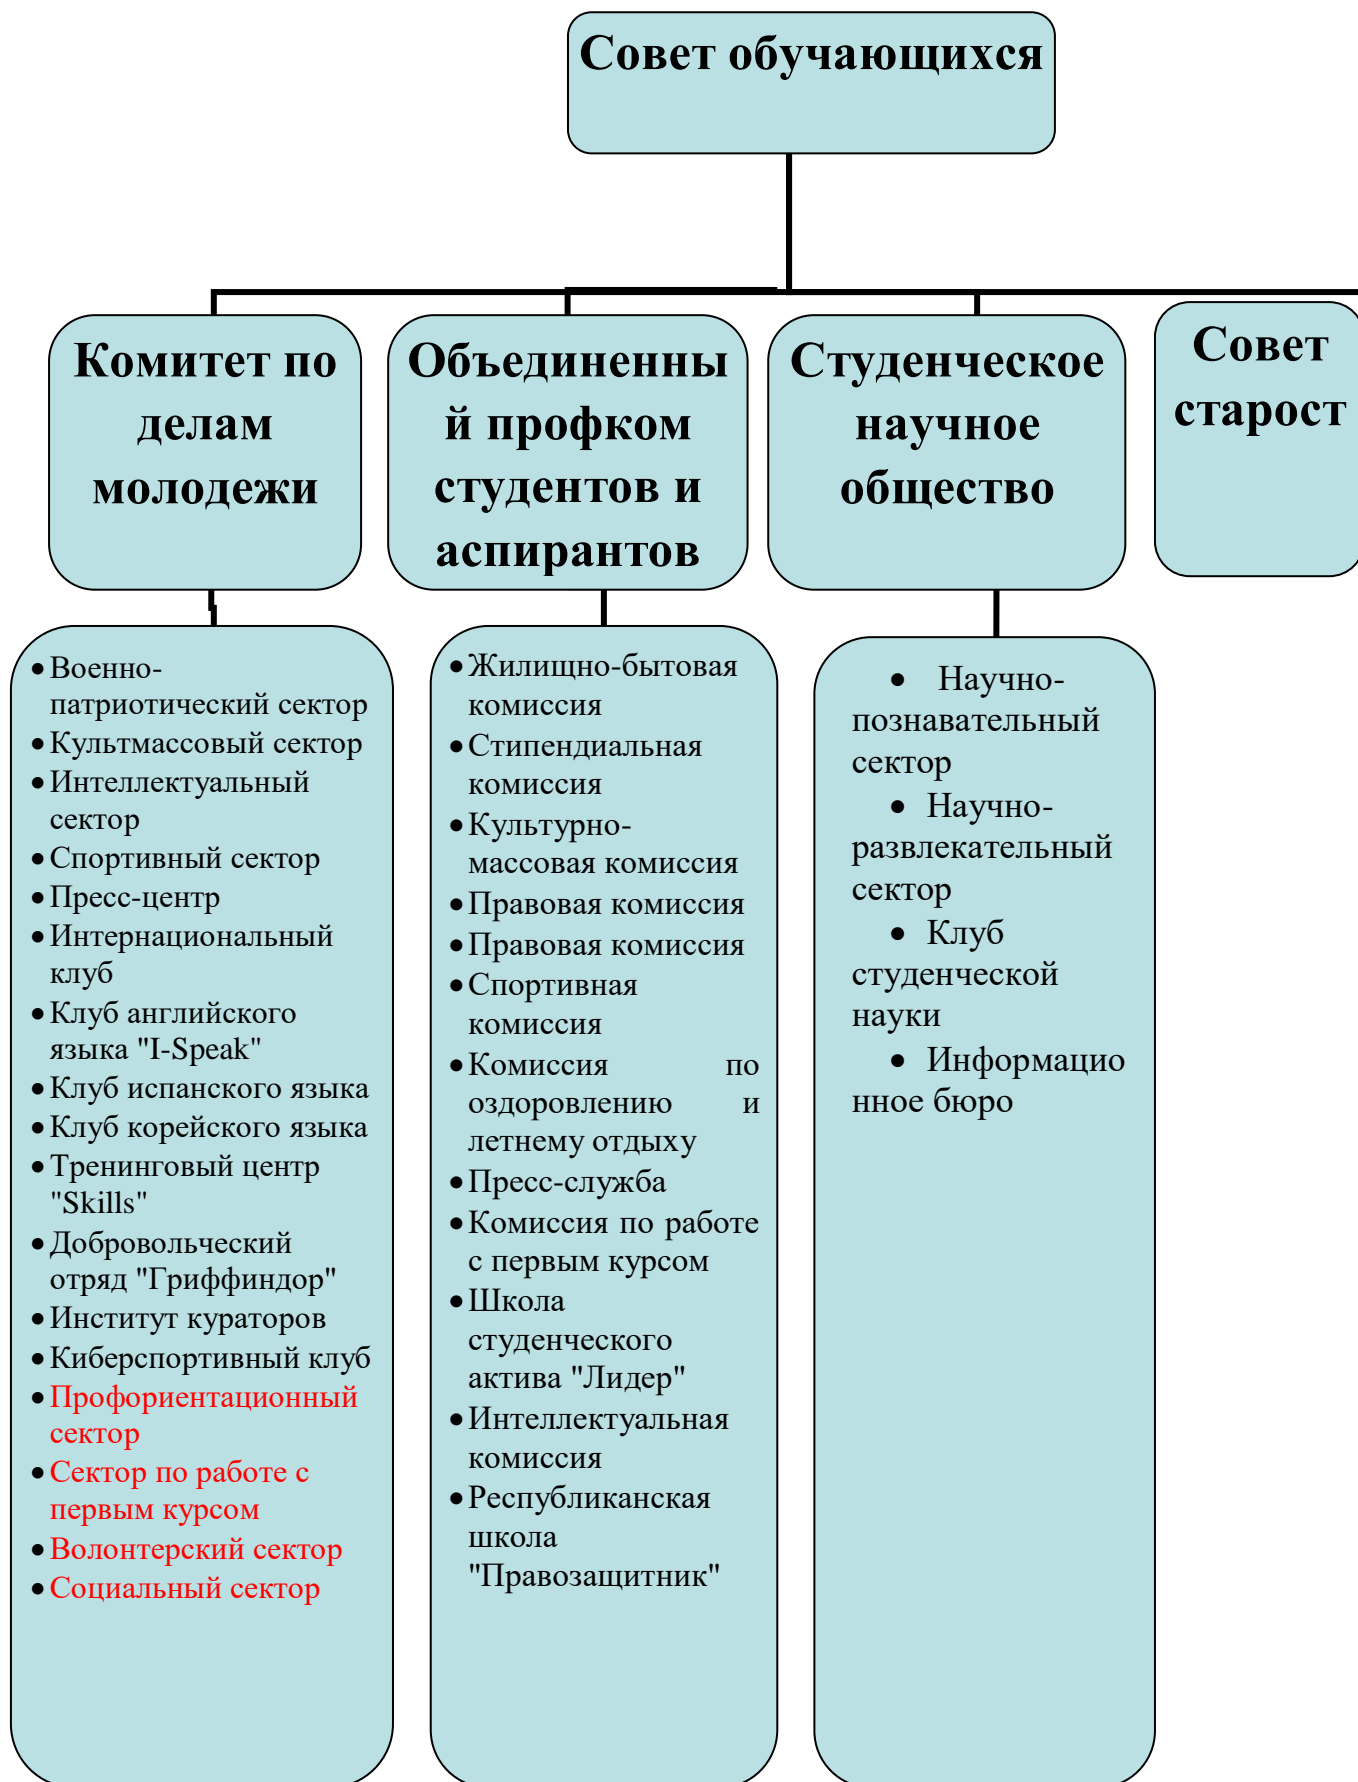 Совет обучающихся
Комитет по
делам
молодежи
Объединенны
й профком
студентов и
аспирантов
Студенческое
научное
общество
Совет
старост
• Военно-
патриотический сектор
• Культмассовый сектор
• Интеллектуальный
сектор
• Спортивный сектор
• Пресс-центр
• Интернациональный
клуб
• Клуб английского
языка "I-Speak"
• Клуб испанского языка
• Клуб корейского языка
• Тренинговый центр
"Skills"
• Добровольческий
отряд "Гриффиндор"
• Институт кураторов
• Киберспортивный клуб
• Профориентационный
сектор
• Сектор по работе с
первым курсом
• Волонтерский сектор
• Социальный сектор
• Жилищно-бытовая
комиссия
• Стипендиальная
комиссия
• Культурно-
массовая комиссия
• Правовая комиссия
• Правовая комиссия
• Спортивная
комиссия
• Комиссия по
оздоровлению и
летнему отдыху
• Пресс-служба
• Комиссия по работе
с первым курсом
• Школа
студенческого
актива "Лидер"
• Интеллектуальная
комиссия
• Республиканская
школа
"Правозащитник"
• Научно-
познавательный
сектор
• Научно-
развлекательный
сектор
• Клуб
студенческой
науки
• Информацио
нное бюро